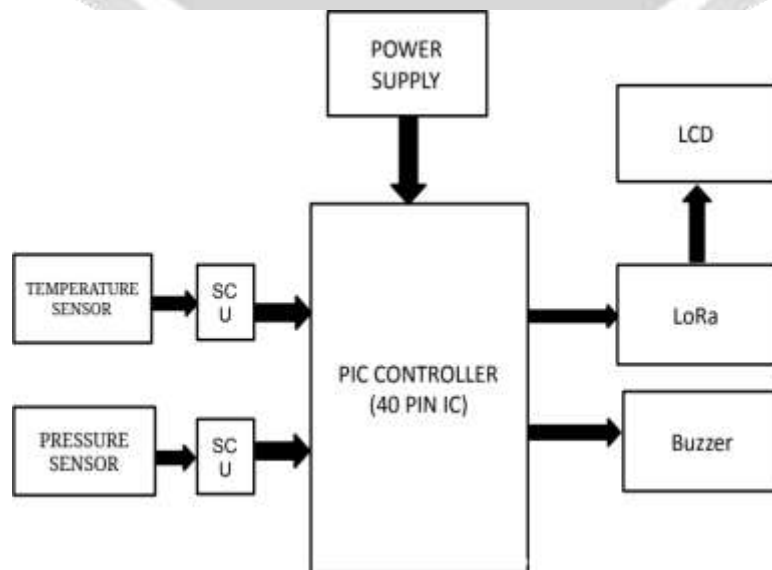 POWER
SUPPLY
LCD
TEMPERATURE
SENSOR
SC
U
LoRa
PIC CONTROLLER
(40 PIN IC)
PRESSURE
SENSOR
SC
U
Buzzer